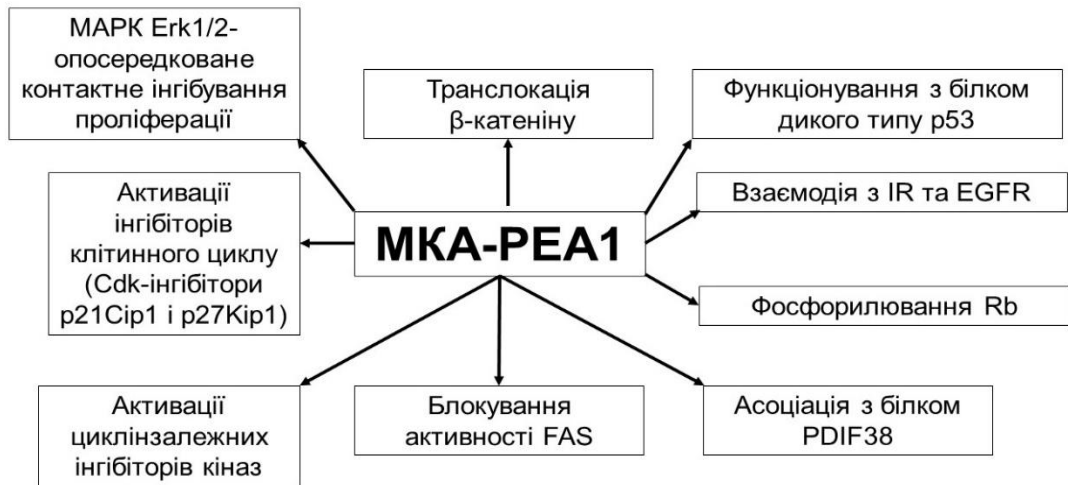 МАРК Erk1/2-
опосередковане
контактне інгібування
проліферації
Транслокація
β-катеніну
Функціонування з білком
дикого типу р53
Активації
інгібіторів
клітинного циклу
(Cdk-інгібітори
p21Cip1 і p27Kip1)
МКА-РЕА1
Взаємодія з IR та EGFR
Фосфорилювання Rb
Активації
циклінзалежних
інгібіторів кіназ
Блокування
активності FAS
Асоціація з білком
PDIF38